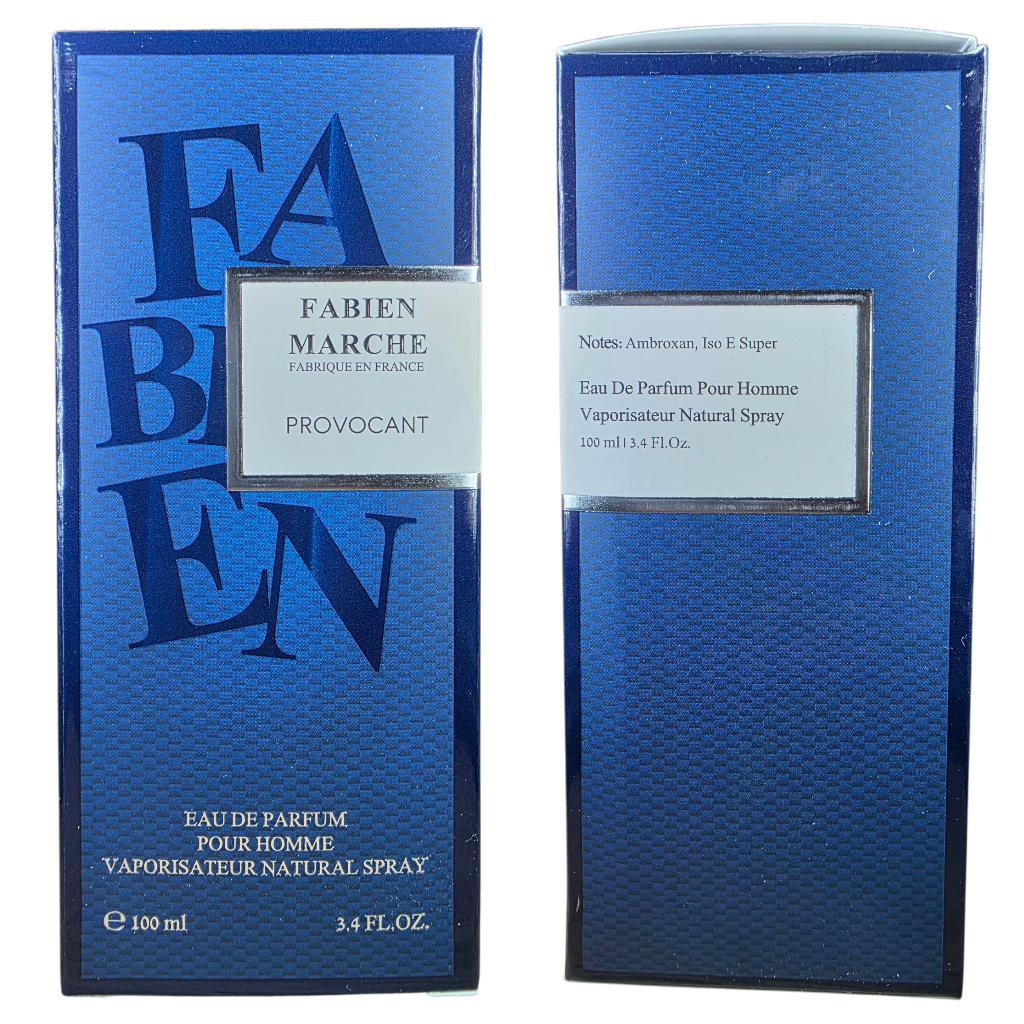 FA
BI
EN
FABIEN
MARCHE
FABRIQUE EN FRANCE
PROVOCANT
EAU DE PARFUM
POUR HOMME
VAPORISATEUR NATURAL SPRAY
℮ 100 ml 3.4 FL.OZ.
Notes: Ambroxan, Iso E Super
Eau De Parfum Pour Homme
Vaporisateur Natural Spray
100 ml | 3.4 Fl.Oz.